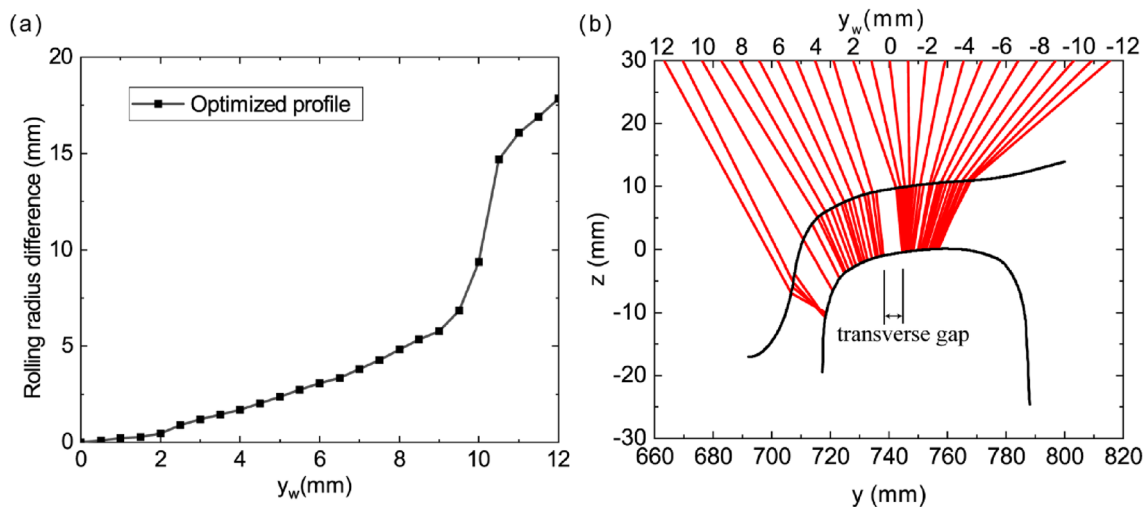 (a)
20
15
10
5
0
Rolling radius difference (mm)
Optimized profile
0 2 4 6 8 10 12
y_w(mm)
(b)
y_w(mm)
12 10 8 6 4 2 0 -2 -4 -6 -8 -10 -12
30
20
10
0
-10
-20
-30
z (mm)
transverse gap
660 680 700 720 740 760 780 800 820
y (mm)